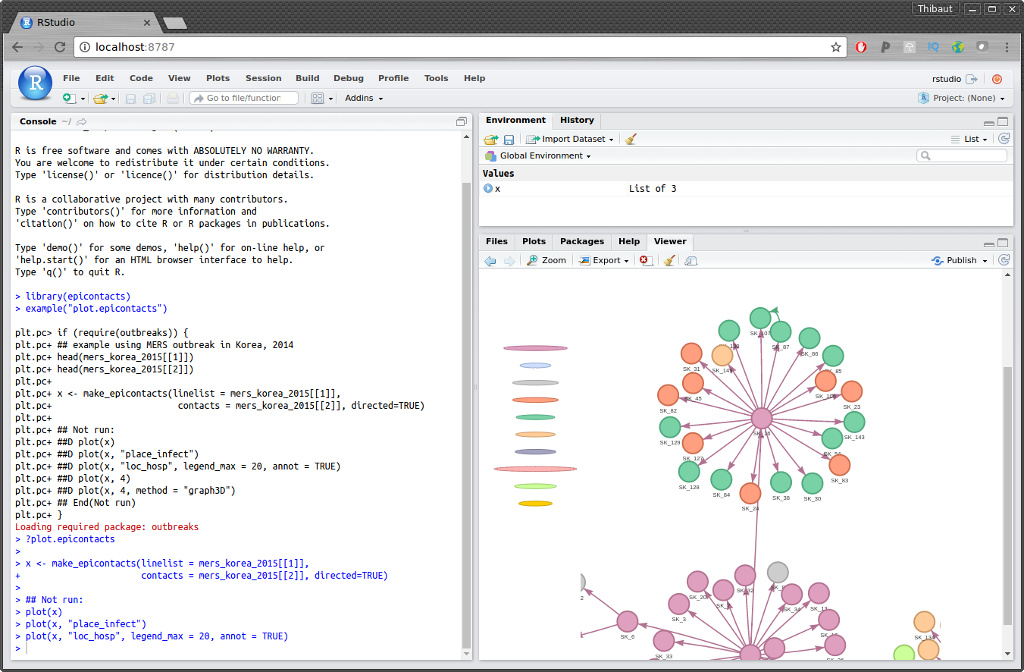 Thibaut
RStudio
localhost:8787
File Edit Code View Plots Session Build Debug Profile Tools Help
rstudio
Go to file/function
Addins
Project: (None)
Console ~/
R is free software and comes with ABSOLUTELY NO WARRANTY.
You are welcome to redistribute it under certain conditions.
Type 'license()' or 'licence()' for distribution details.
R is a collaborative project with many contributors.
Type 'contributors()' for more information and
'citation()' on how to cite R or R packages in publications.
Type 'demo()' for some demos, 'help()' for on-line help, or
'help.start()' for an HTML browser interface to help.
Type 'q()' to quit R.
> library(epicontacts)
> example("plot.epicontacts")
plt.pc> if (require(outbreaks)) {
plt.pc+ ## example using MERS outbreak in Korea, 2014
plt.pc+ head(mers_korea_2015[[1]])
plt.pc+ head(mers_korea_2015[[2]])
plt.pc+
plt.pc+ x <- make_epicontacts(linelist = mers_korea_2015[[1]],
plt.pc+ contacts = mers_korea_2015[[2]], directed=TRUE)
plt.pc+
plt.pc+ ## Not run:
plt.pc+ ##D plot(x)
plt.pc+ ##D plot(x, "place_infect")
plt.pc+ ##D plot(x, "loc_hosp", legend_max = 20, annot = TRUE)
plt.pc+ ##D plot(x, 4)
plt.pc+ ##D plot(x, 4, method = "graph3D")
plt.pc+ ## End(Not run)
plt.pc+ }
Loading required package: outbreaks
> ?plot.epicontacts
>
> x <- make_epicontacts(linelist = mers_korea_2015[[1]],
+ contacts = mers_korea_2015[[2]], directed=TRUE)
>
> ## Not run:
> plot(x)
> plot(x, "place_infect")
> plot(x, "loc_hosp", legend_max = 20, annot = TRUE)
>
Environment History
Import Dataset
List
Global Environment
Values
x List of 3
Files Plots Packages Help Viewer
Zoom Export
Publish
SK_107
SK_87
SK_86
SK_85
SK_31
SK_45
SK_23
SK_82
SK_143
SK_129
SK_83
SK_128
SK_84
SK_38
SK_30
SK_6
SK_3
SK_33